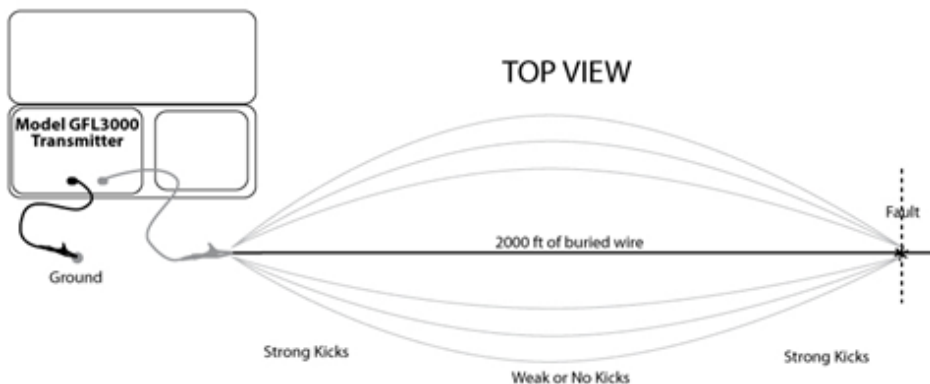 TOP VIEW
Model GFL3000
Transmitter
Fault
2000 ft of buried wire
Ground
Strong Kicks
Strong Kicks
Weak or No Kicks